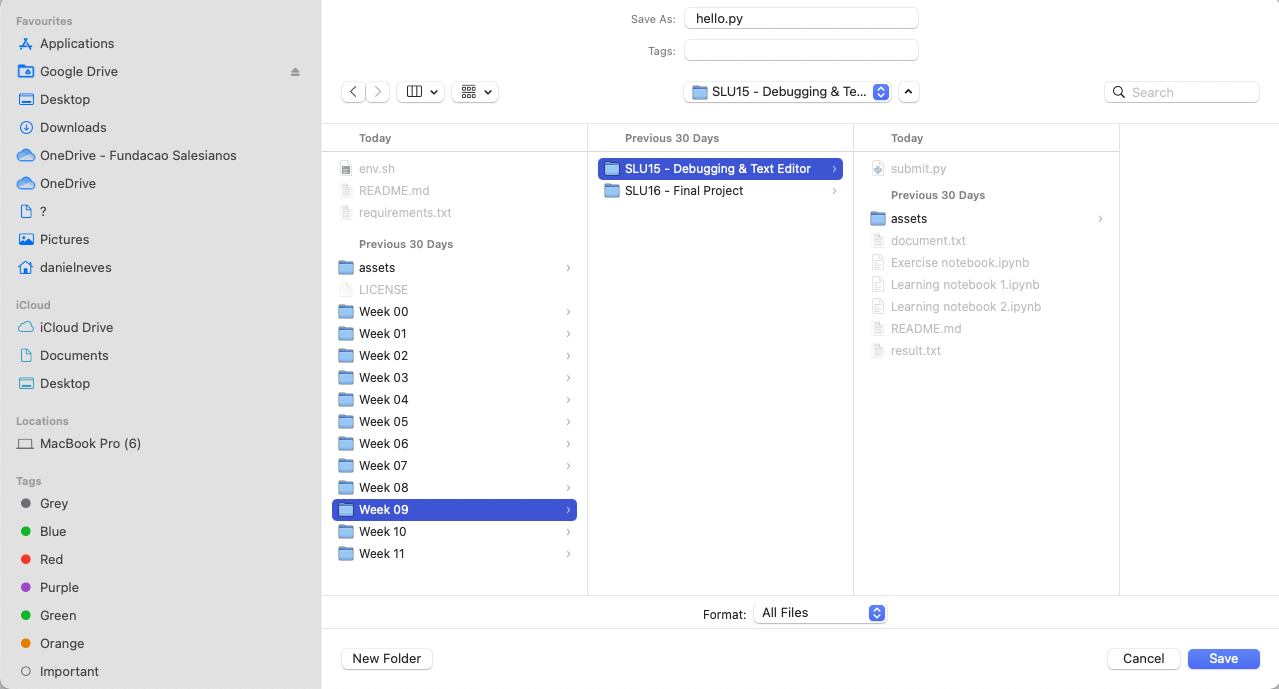 Favourites
Applications
Google Drive
Desktop
Downloads
OneDrive - Fundacao Salesianos
OneDrive
?
Pictures
danielneves
iCloud
iCloud Drive
Documents
Desktop
Locations
MacBook Pro (6)
Tags
Grey
Blue
Red
Purple
Green
Orange
Important
Save As: hello.py
Tags:
SLU15 - Debugging & Te...
Search
Today
env.sh
README.md
requirements.txt
Previous 30 Days
assets
LICENSE
Week 00
Week 01
Week 02
Week 03
Week 04
Week 05
Week 06
Week 07
Week 08
Week 09
Week 10
Week 11
Previous 30 Days
SLU15 - Debugging & Text Editor
SLU16 - Final Project
Today
submit.py
Previous 30 Days
assets
document.txt
Exercise notebook.ipynb
Learning notebook 1.ipynb
Learning notebook 2.ipynb
README.md
result.txt
Format: All Files
New Folder
Cancel
Save